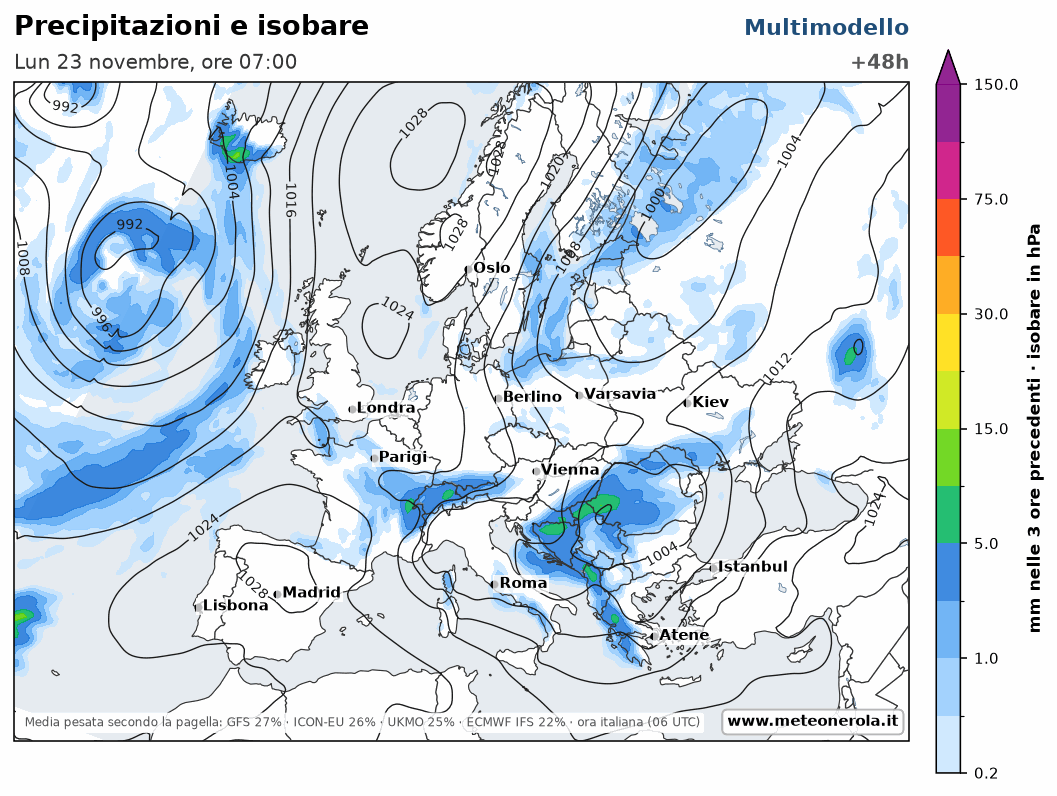 Precipitazioni e isobare
Multimodello
Lun 23 novembre, ore 07:00
+48h
992
1028
1004
1016
1028
1020
1004
1000
992
1028
1008
1008
Oslo
996
1024
1012
Berlino
Varsavia
Kiev
Londra
Parigi
Vienna
1024
1024
1004
Istanbul
1028
Roma
Madrid
Lisbona
Atene
Media pesata secondo la pagella: GFS 27% · ICON-EU 26% · UKMO 25% · ECMWF IFS 22% · ora italiana (06 UTC)
www.meteonerola.it
150.0
75.0
30.0
15.0
5.0
1.0
0.2
mm nelle 3 ore precedenti · isobare in hPa